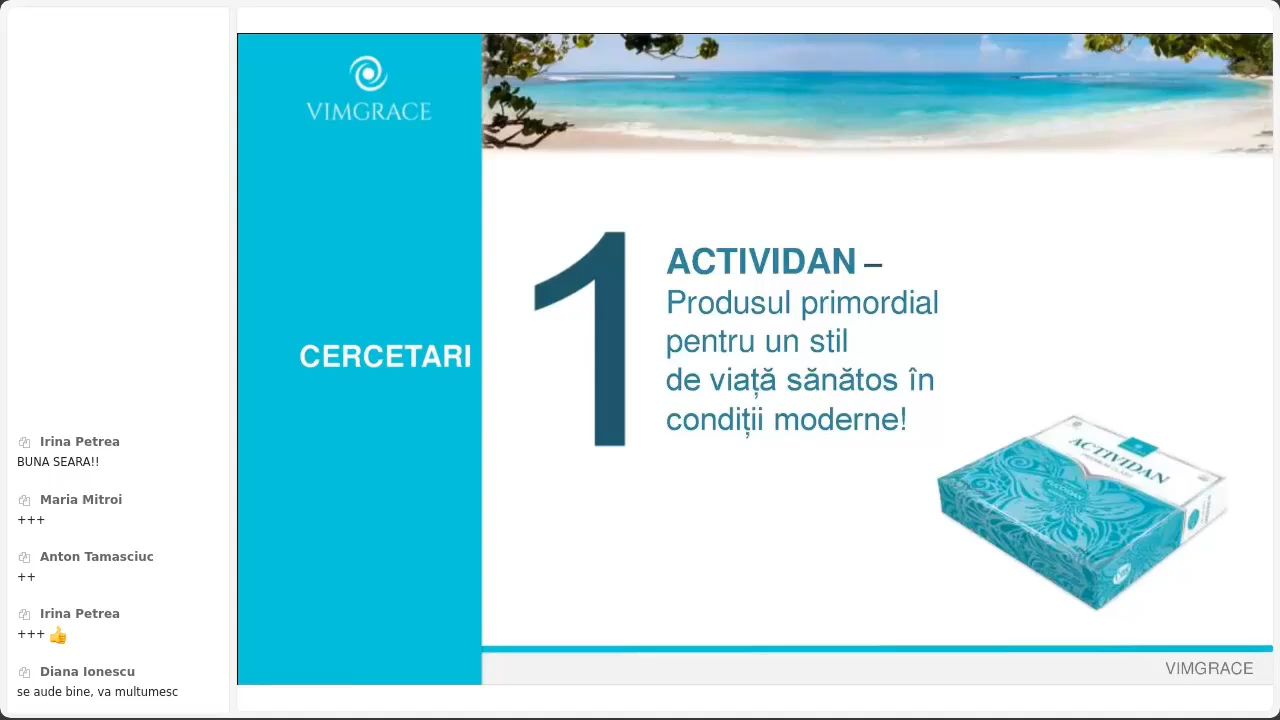 Irina Petrea
BUNA SEARA!!
Maria Mitroi
+++
Anton Tamasciuc
++
Irina Petrea
+++ 👍
Diana Ionescu
se aude bine, va multumesc
VIMGRACE
CERCETARI
1
ACTIVIDAN –
Produsul primordial
pentru un stil
de viață sănătos în
condiții moderne!
ACTIVIDAN
VIMGRACE